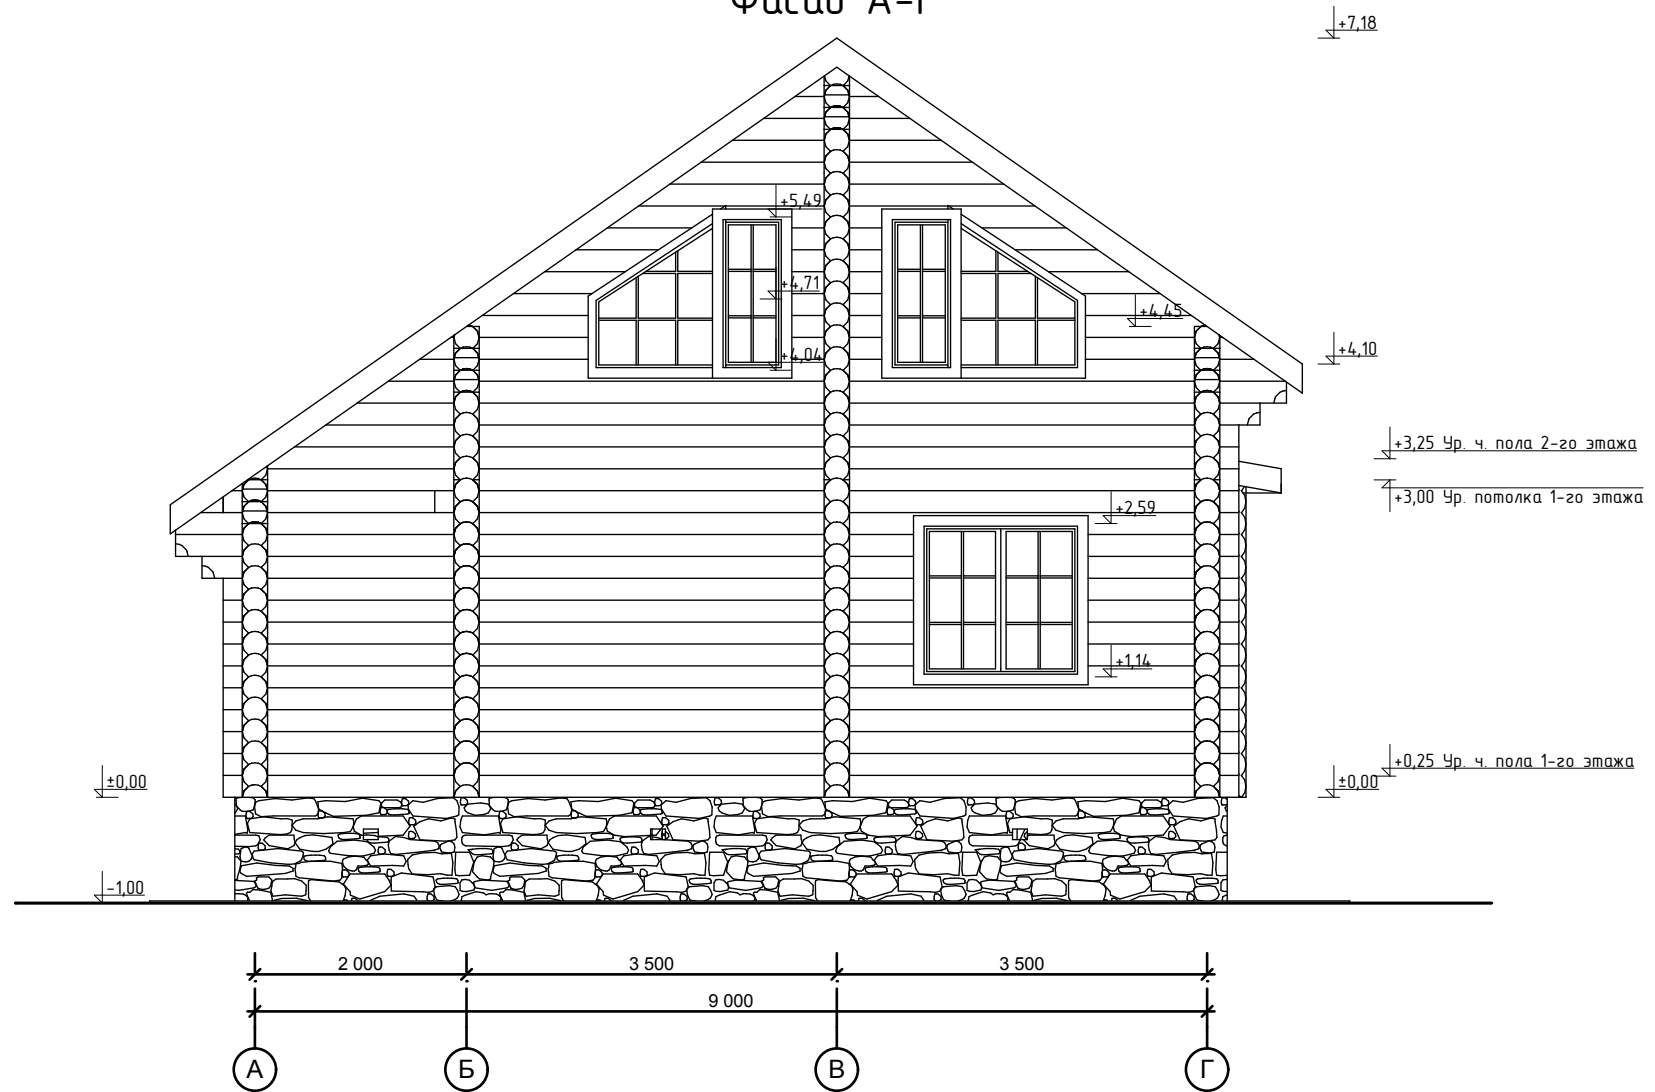 Фасад А-Г
+7,18
+5,49
+4,71
+4,45
+4,04
+4,10
+3,25 Ур. ч. пола 2-го этажа
+3,00 Ур. потолка 1-го этажа
+2,59
+1,14
+0,25 Ур. ч. пола 1-го этажа
±0,00
±0,00
-1,00
2 000
3 500
3 500
9 000
А
Б
В
Г